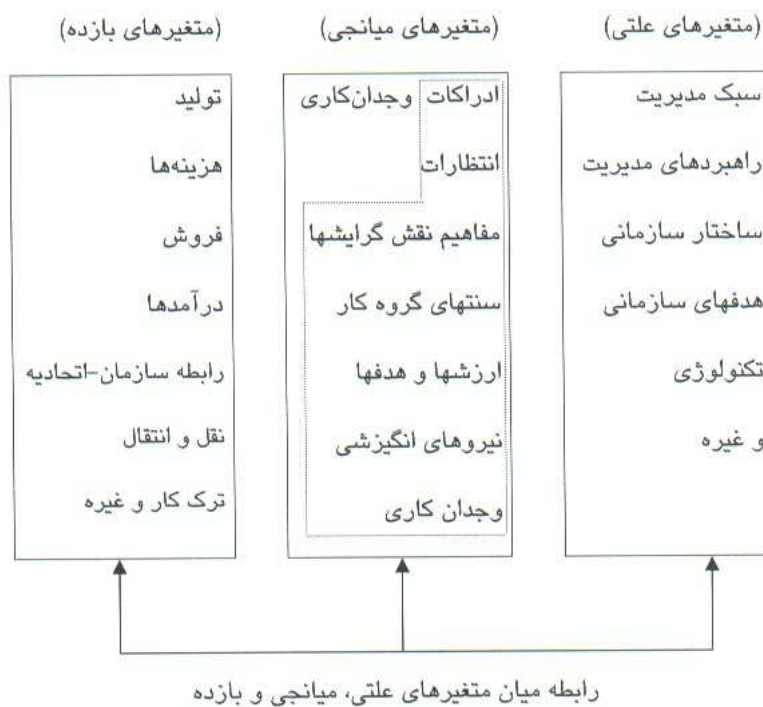 (متغیرهای علتی)
سبک مدیریت
راهبردهای مدیریت
ساختار سازمانی
هدفهای سازمانی
تکنولوژی
و غیره
(متغیرهای میانجی)
ادراکات وجدان‌کاری
انتظارات
مفاهیم نقش گرایشها
سنتهای گروه کار
ارزشها و هدفها
نیروهای انگیزشی
وجدان کاری
(متغیرهای بازده)
تولید
هزینه‌ها
فروش
درآمدها
رابطه سازمان-اتحادیه
نقل و انتقال
ترک کار و غیره
رابطه میان متغیرهای علتی، میانجی و بازده